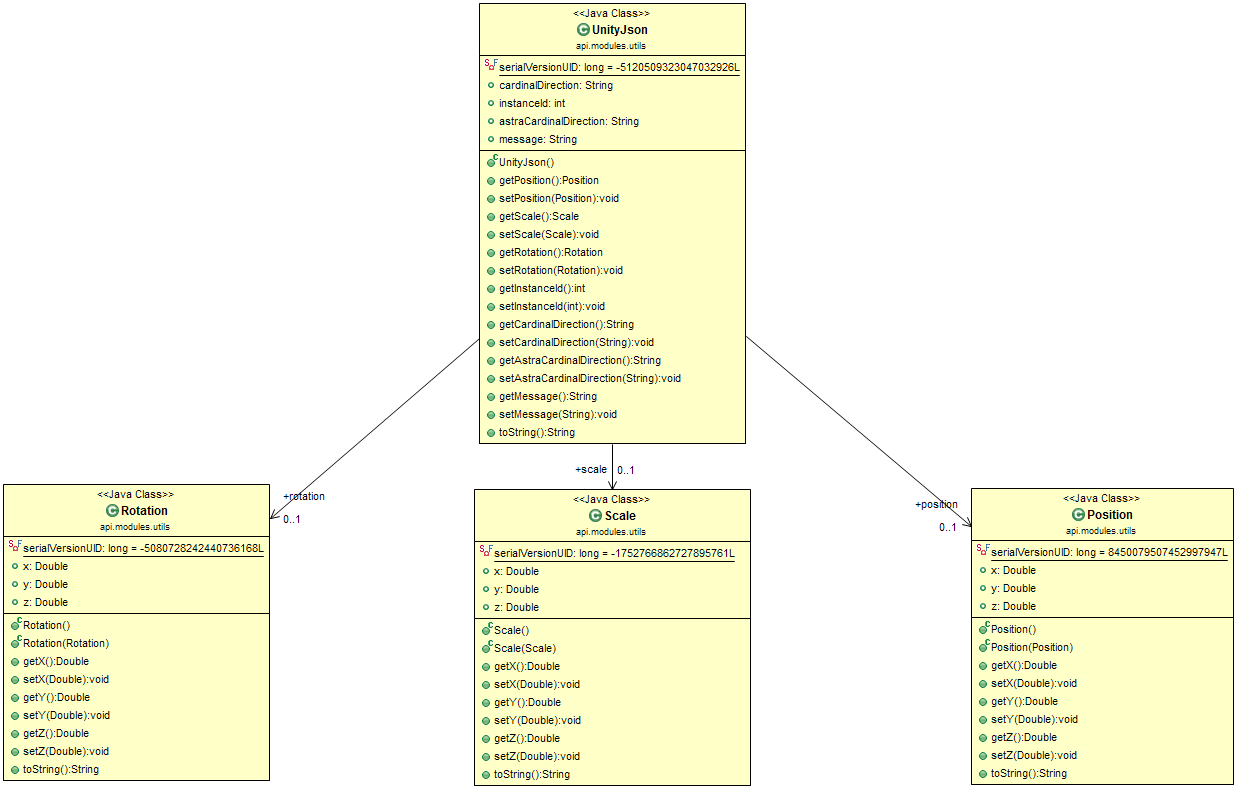 <<Java Class>>
UnityJson
api.modules.utils
serialVersionUID: long = -5120509323047032926L
cardinalDirection: String
instanceId: int
astraCardinalDirection: String
message: String
UnityJson()
getPosition():Position
setPosition(Position):void
getScale():Scale
setScale(Scale):void
getRotation():Rotation
setRotation(Rotation):void
getInstanceId():int
setInstanceId(int):void
getCardinalDirection():String
setCardinalDirection(String):void
getAstraCardinalDirection():String
setAstraCardinalDirection(String):void
getMessage():String
setMessage(String):void
toString():String
+rotation
0..1
+scale
0..1
+position
0..1
<<Java Class>>
Rotation
api.modules.utils
serialVersionUID: long = -5080728242440736168L
x: Double
y: Double
z: Double
Rotation()
Rotation(Rotation)
getX():Double
setX(Double):void
getY():Double
setY(Double):void
getZ():Double
setZ(Double):void
toString():String
<<Java Class>>
Scale
api.modules.utils
serialVersionUID: long = -1752766862727895761L
x: Double
y: Double
z: Double
Scale()
Scale(Scale)
getX():Double
setX(Double):void
getY():Double
setY(Double):void
getZ():Double
setZ(Double):void
toString():String
<<Java Class>>
Position
api.modules.utils
serialVersionUID: long = 8450079507452997947L
x: Double
y: Double
z: Double
Position()
Position(Position)
getX():Double
setX(Double):void
getY():Double
setY(Double):void
getZ():Double
setZ(Double):void
toString():String